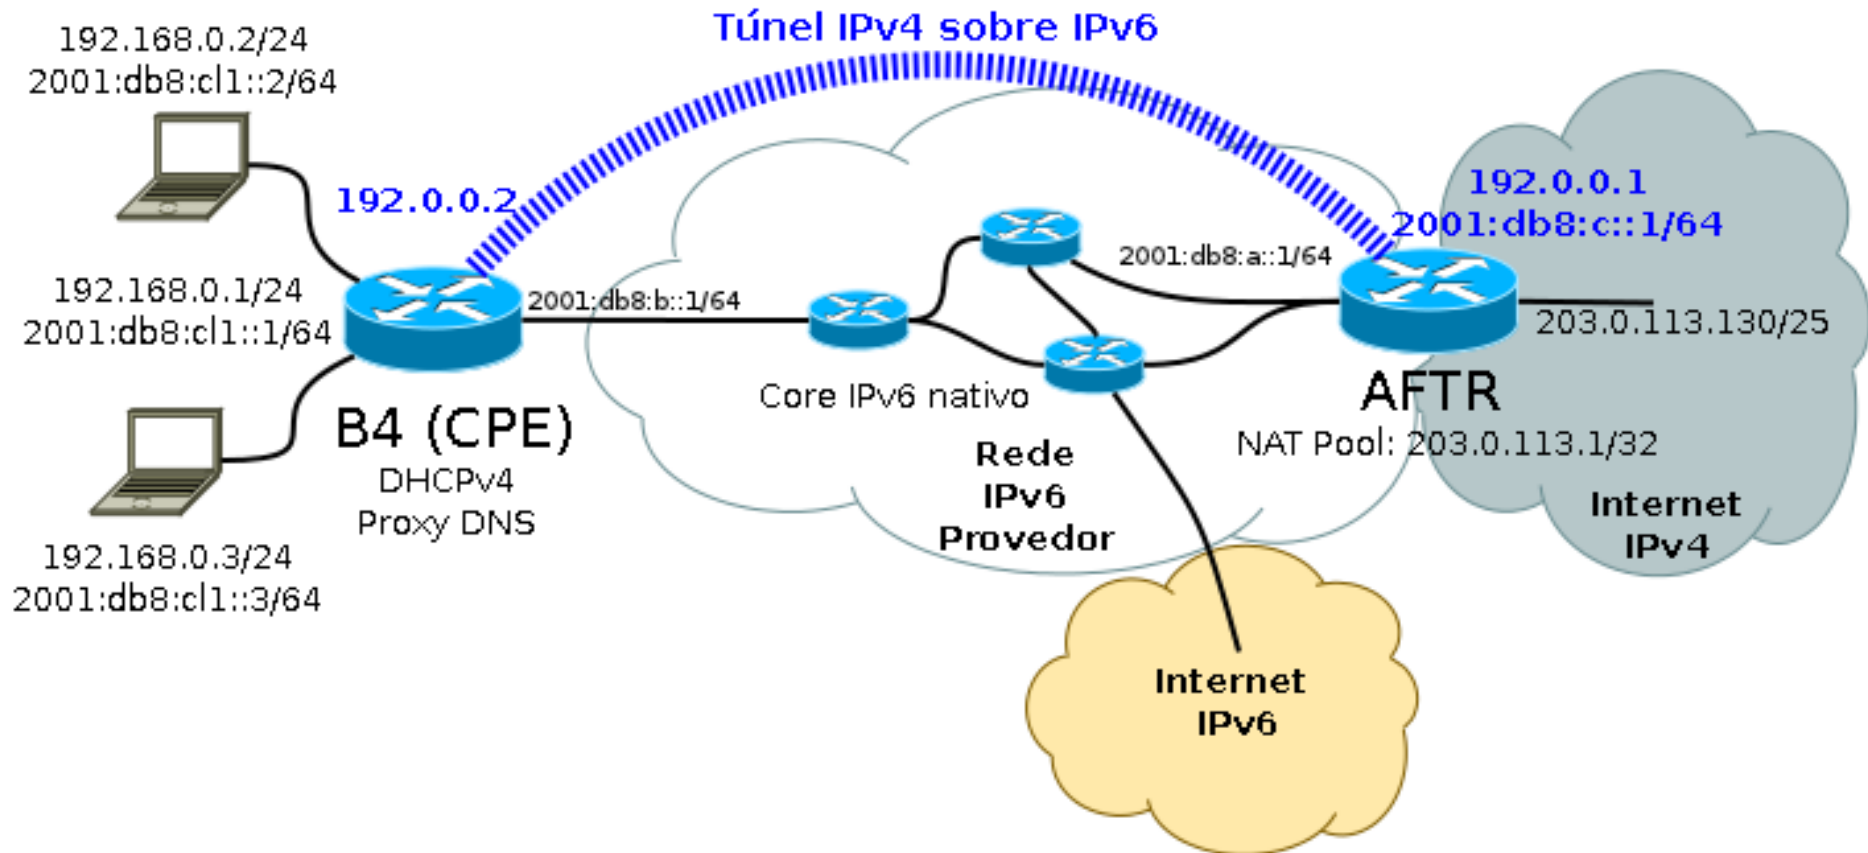 Túnel IPv4 sobre IPv6
192.168.0.2/24
2001:db8:cl1::2/64
192.0.0.2
192.0.0.1
2001:db8:c::1/64
2001:db8:a::1/64
192.168.0.1/24
2001:db8:cl1::1/64
2001:db8:b::1/64
203.0.113.130/25
Core IPv6 nativo
B4 (CPE)
DHCPv4
Proxy DNS
AFTR
NAT Pool: 203.0.113.1/32
Rede
IPv6
Provedor
Internet
IPv4
192.168.0.3/24
2001:db8:cl1::3/64
Internet
IPv6